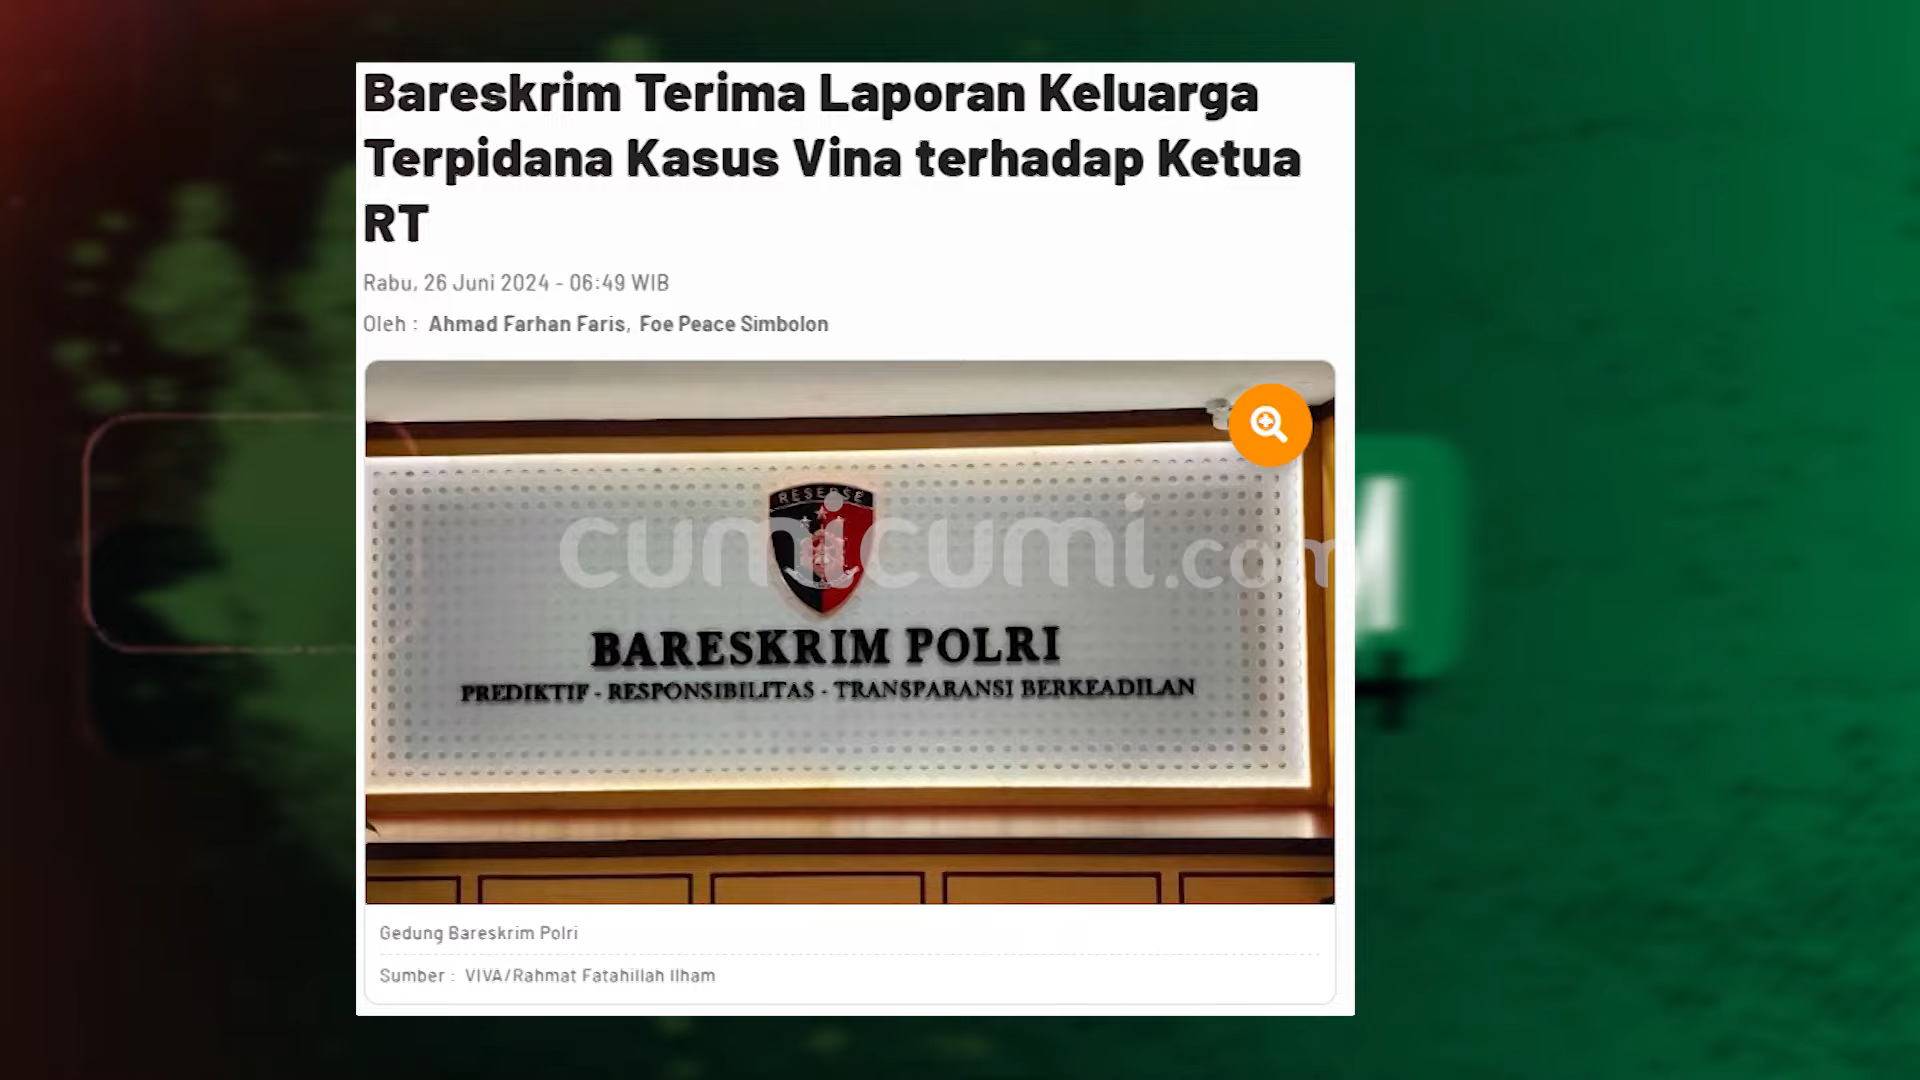 Bareskrim Terima Laporan Keluarga
Terpidana Kasus Vina terhadap Ketua
RT
Rabu, 26 Juni 2024 - 06:49 WIB
Oleh : Ahmad Farhan Faris, Foe Peace Simbolon
RESERSE
cumicumi.com
BARESKRIM POLRI
PREDIKTIF - RESPONSIBILITAS - TRANSPARANSI BERKEADILAN
Gedung Bareskrim Polri
Sumber : VIVA/Rahmat Fatahillah Ilham